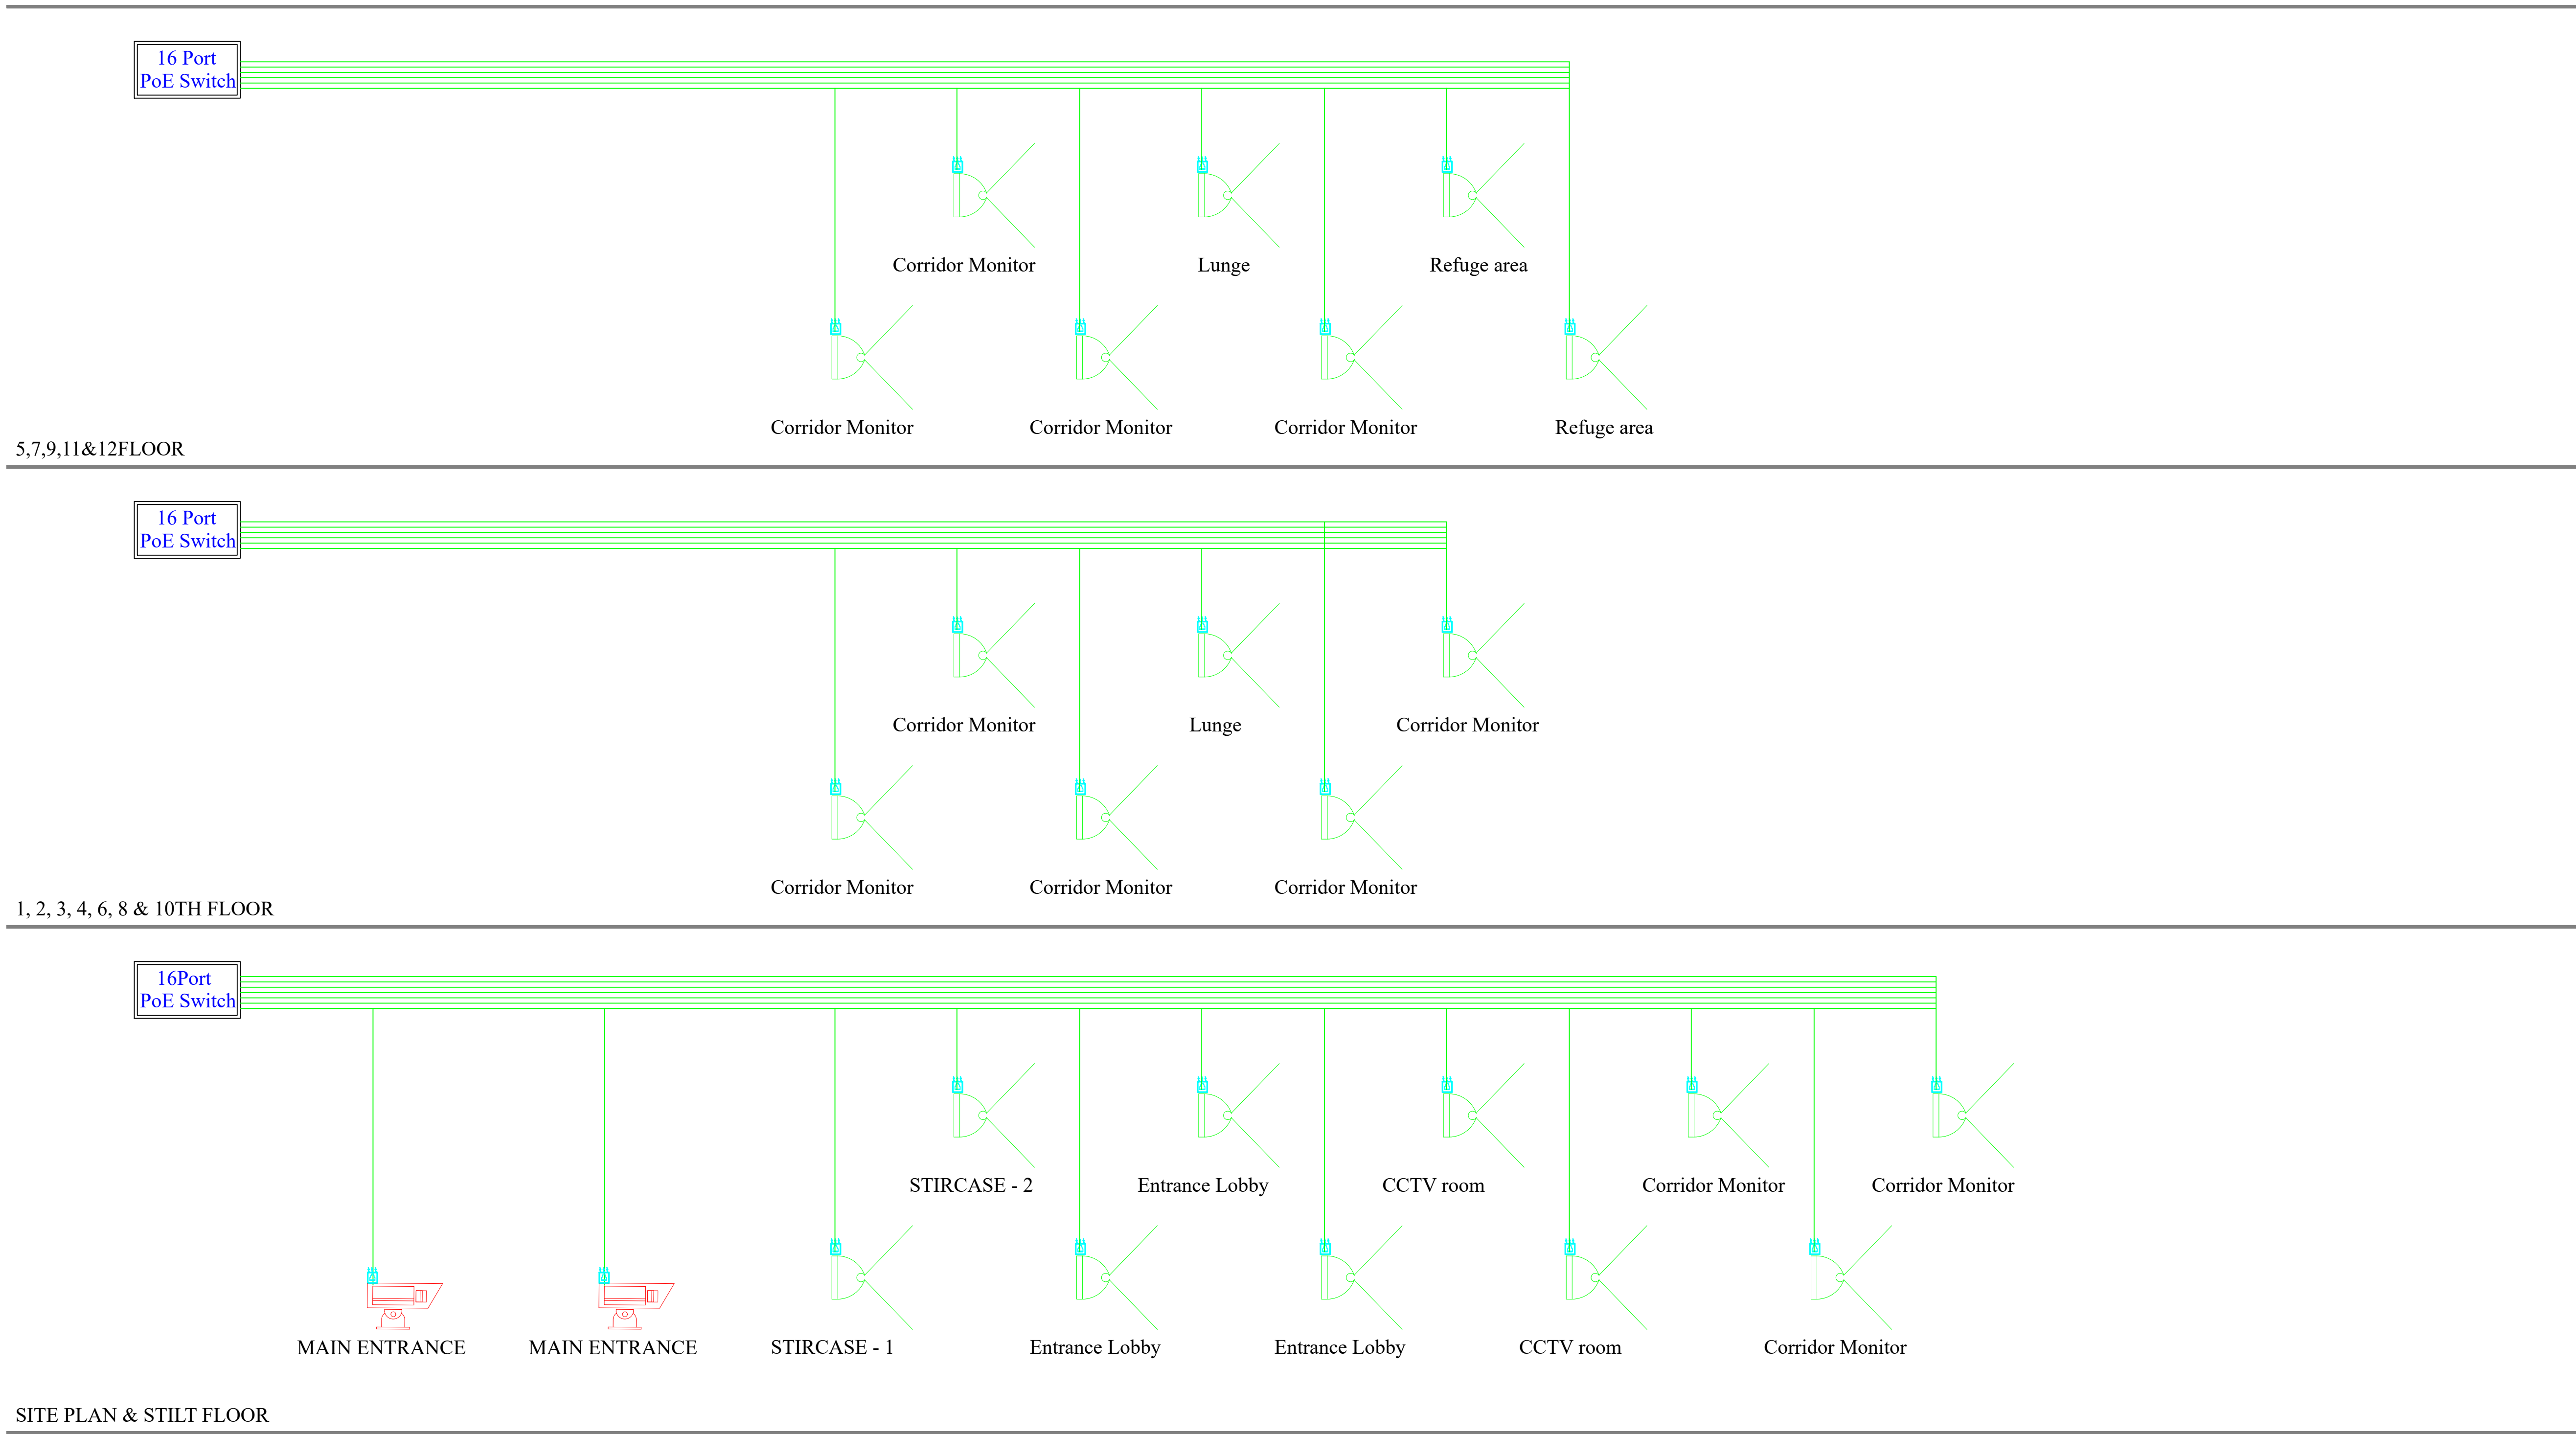 16 Port
PoE Switch
Corridor Monitor
Lunge
Refuge area
Corridor Monitor
Corridor Monitor
Corridor Monitor
Refuge area
5,7,9,11&12FLOOR
16 Port
PoE Switch
Corridor Monitor
Lunge
Corridor Monitor
Corridor Monitor
Corridor Monitor
Corridor Monitor
1, 2, 3, 4, 6, 8 & 10TH FLOOR
16Port
PoE Switch
STIRCASE - 2
Entrance Lobby
CCTV room
Corridor Monitor
Corridor Monitor
MAIN ENTRANCE
MAIN ENTRANCE
STIRCASE - 1
Entrance Lobby
Entrance Lobby
CCTV room
Corridor Monitor
SITE PLAN & STILT FLOOR